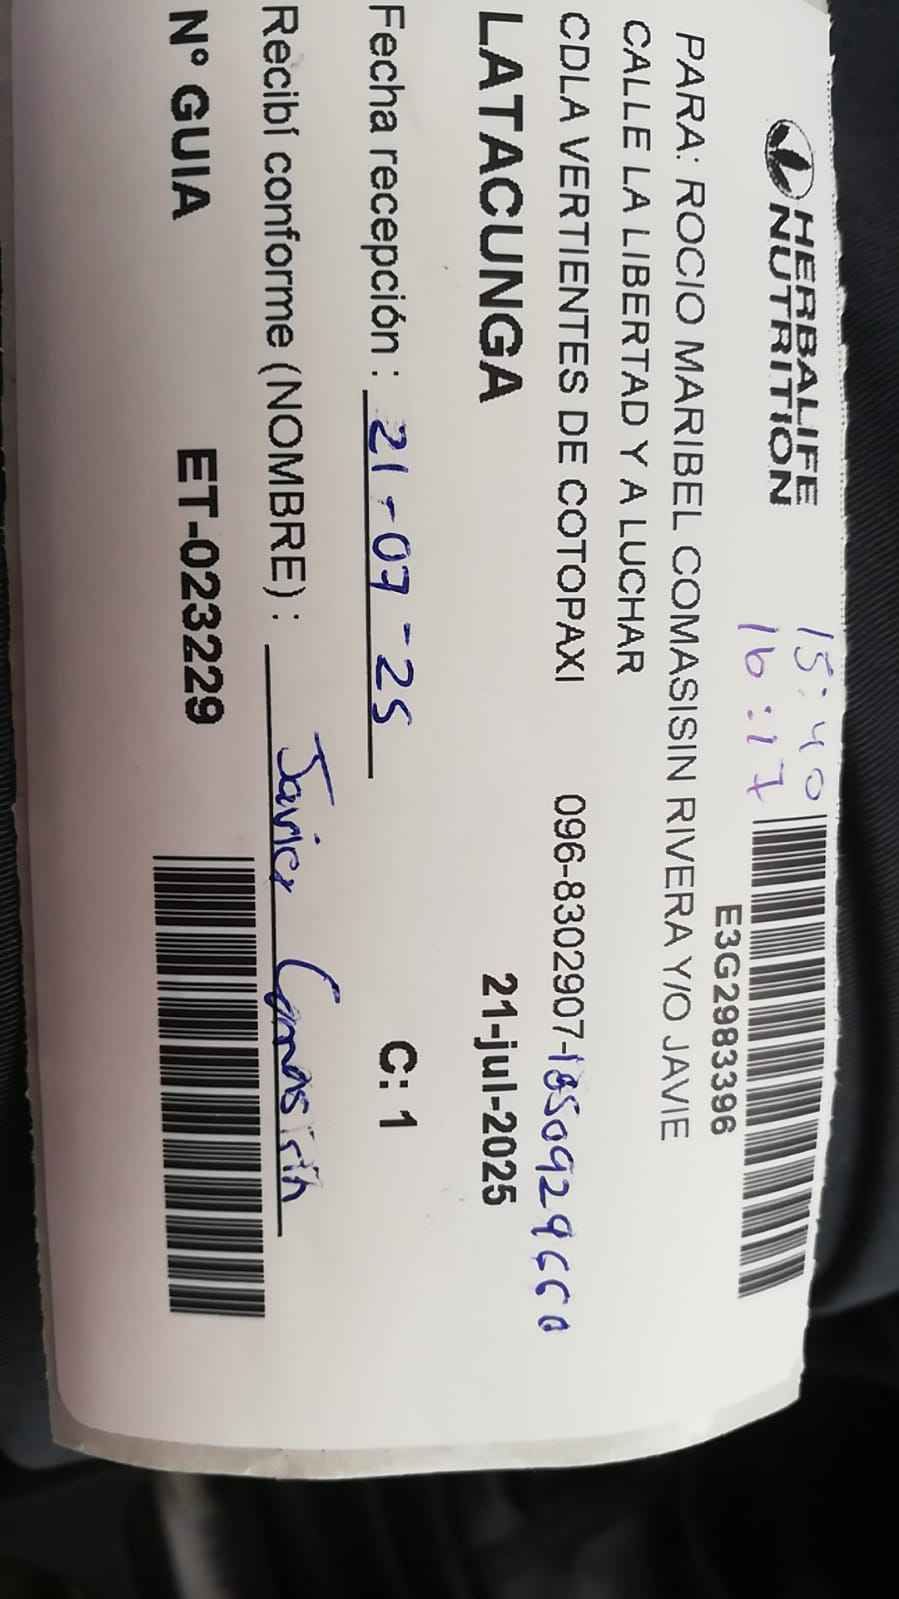 HERBALIFE
NUTRITION
15:40
16:17
E3G2983396
PARA: ROCIO MARIBEL COMASISIN RIVERA Y/O JAVIE
CALLE LA LIBERTAD Y A LUCHAR
CDLA VERTIENTES DE COTOPAXI 096-8302907-
LATACUNGA 21-jul-2025
Fecha recepción : 21-07-25 C: 1
Recibí conforme (NOMBRE) : Javier Comasisin
N° GUIA ET-023229